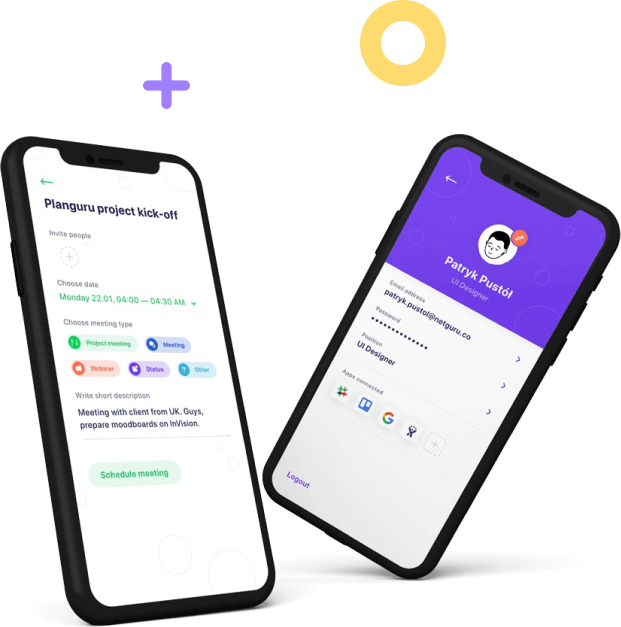 Planguru project kick-off
Invite people
Choose date
Monday 22.01, 04:00 — 04:30 AM
Choose meeting type
Project meeting
Meeting
Webinar
Status
Other
Write short description
Meeting with client from UK. Guys,
prepare moodboards on InVision.
Schedule meeting
Patryk Pustół
UI Designer
Email address
patryk.pustol@netguru.co
Password
Position
UI Designer
Apps connected
Logout